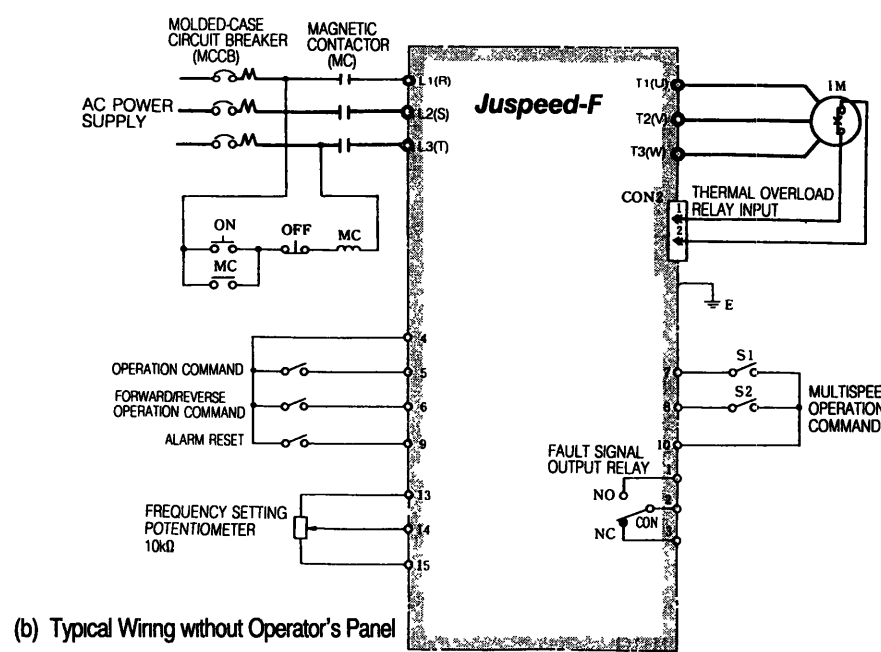 MOLDED-CASE
CIRCUIT BREAKER
(MCCB)
MAGNETIC
CONTACTOR
(MC)
AC POWER
SUPPLY
L1(R)
L2(S)
L3(T)
Juspeed-F
T1(U)
T2(V)
T3(W)
IM
CON2
1
2
THERMAL OVERLOAD
RELAY INPUT
ON
OFF
MC
MC
E
4
OPERATION COMMAND
5
FORWARD/REVERSE
OPERATION COMMAND
6
ALARM RESET
9
7
S1
8
S2
10
MULTISPEE
OPERATION
COMMAND
FAULT SIGNAL
OUTPUT RELAY
1
NO
2
CON
NC
3
FREQUENCY SETTING
POTENTIOMETER
10kΩ
13
14
15
(b) Typical Wiring without Operator's Panel